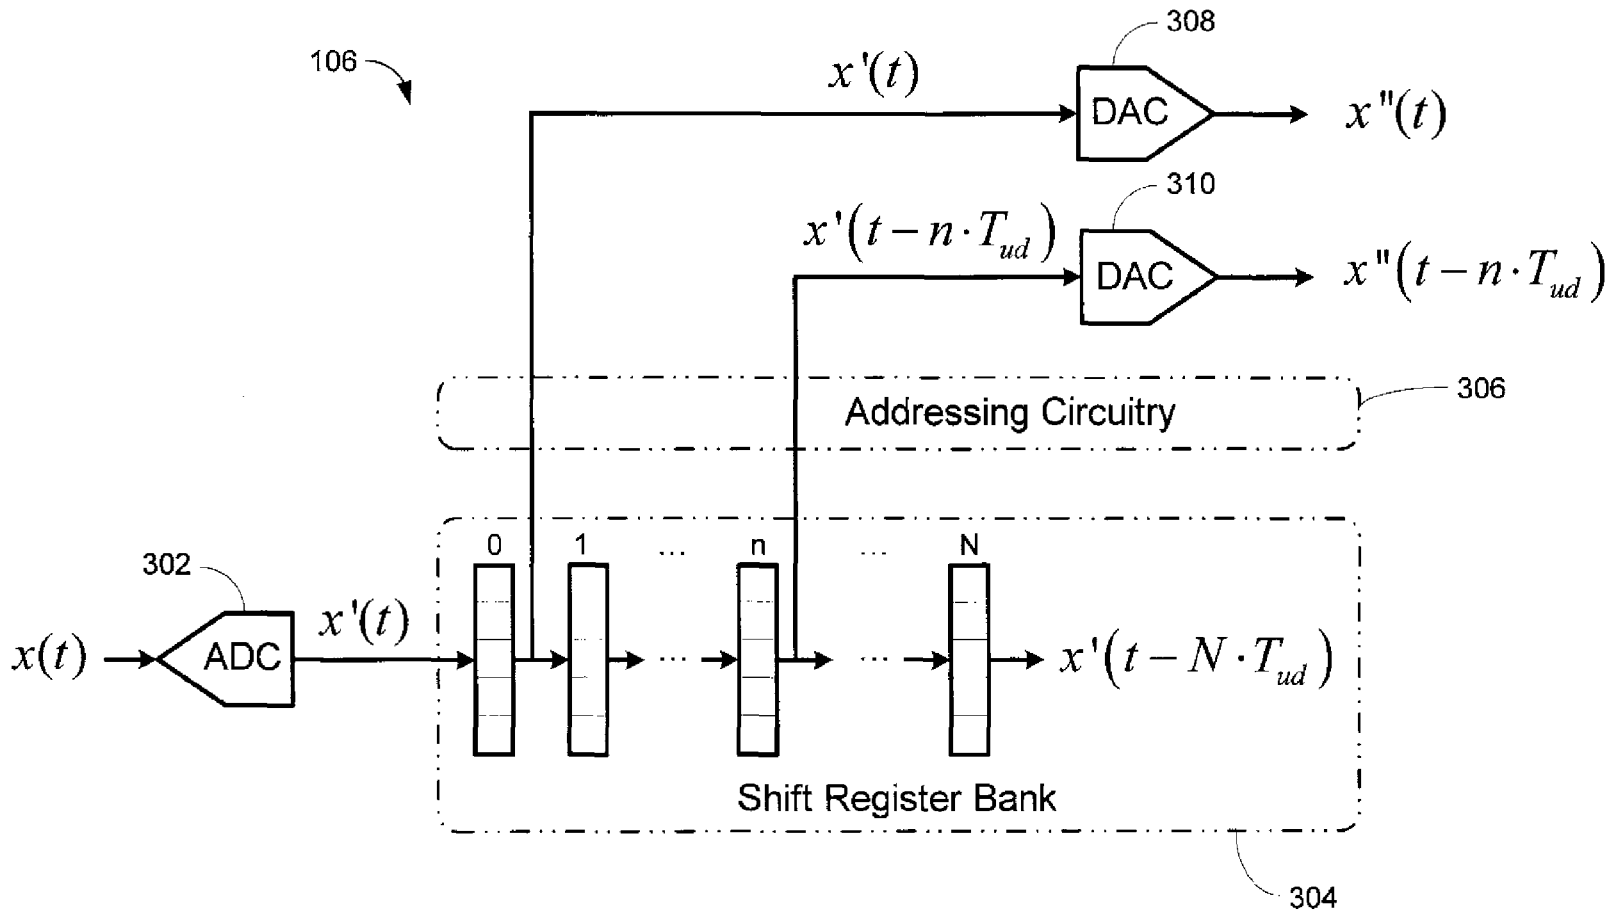 308
106
x'(t)
DAC
x"(t)
310
x'(t – n · T_ud)
DAC
x"(t – n · T_ud)
Addressing Circuitry
306
0 1 ... n ... N
302
x(t)
ADC
x'(t)
... ...
x'(t – N · T_ud)
Shift Register Bank
304